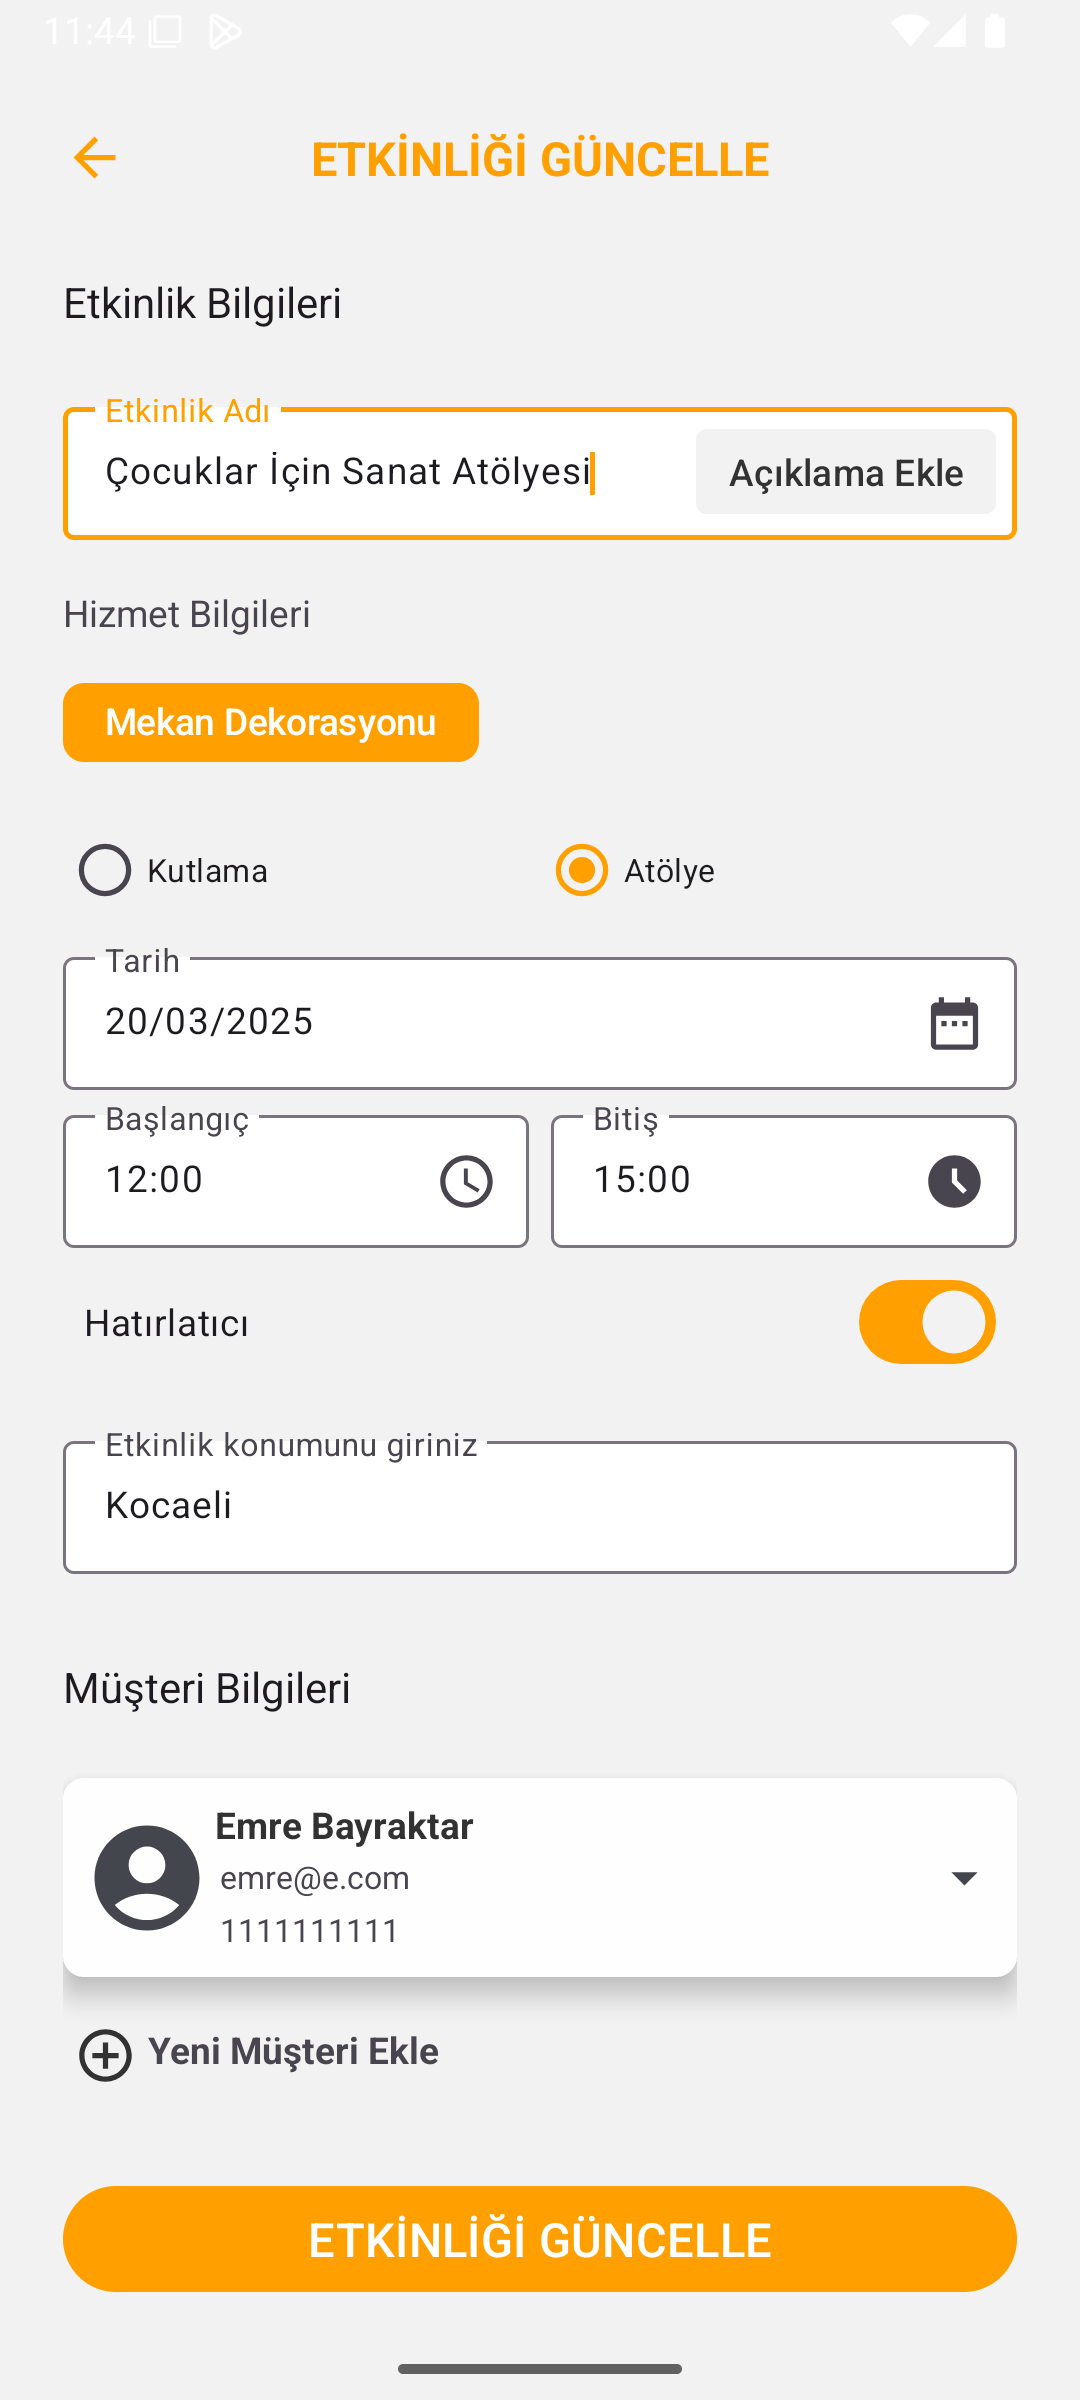 11:44
ETKİNLİĞİ GÜNCELLE
Etkinlik Bilgileri
Etkinlik Adı
Çocuklar İçin Sanat Atölyesi
Açıklama Ekle
Hizmet Bilgileri
Mekan Dekorasyonu
Kutlama
Atölye
Tarih
20/03/2025
Başlangıç
12:00
Bitiş
15:00
Hatırlatıcı
Etkinlik konumunu giriniz
Kocaeli
Müşteri Bilgileri
Emre Bayraktar
emre@e.com
1111111111
Yeni Müşteri Ekle
ETKİNLİĞİ GÜNCELLE